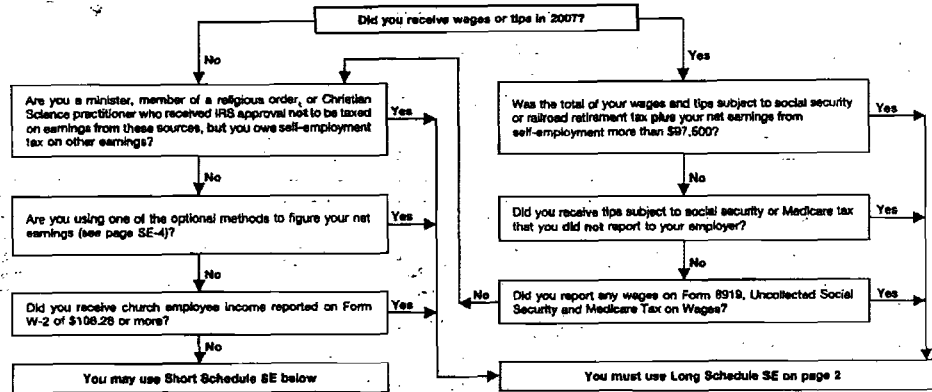 Did you receive wages or tips in 2007?
No
Yes
Are you a minister, member of a religious order, or Christian
Science practitioner who received IRS approval not to be taxed
on earnings from these sources, but you owe self-employment
tax on other earnings?
Yes
Was the total of your wages and tips subject to social security
or railroad retirement tax plus your net earnings from
self-employment more than $97,500?
Yes
No
No
Are you using one of the optional methods to figure your net
earnings (see page SE-4)?
Yes
Did you receive tips subject to social security or Medicare tax
that you did not report to your employer?
Yes
No
No
Did you receive church employee income reported on Form
W-2 of $108.28 or more?
Yes
No
Did you report any wages on Form 8919, Uncollected Social
Security and Medicare Tax on Wages?
Yes
No
You may use Short Schedule SE below
You must use Long Schedule SE on page 2